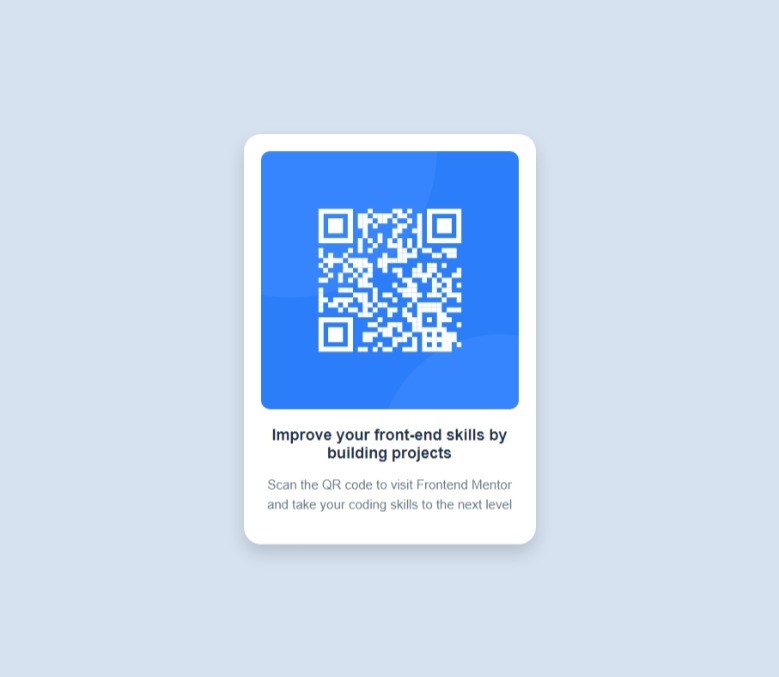 Improve your front-end skills by
building projects
Scan the QR code to visit Frontend Mentor
and take your coding skills to the next level